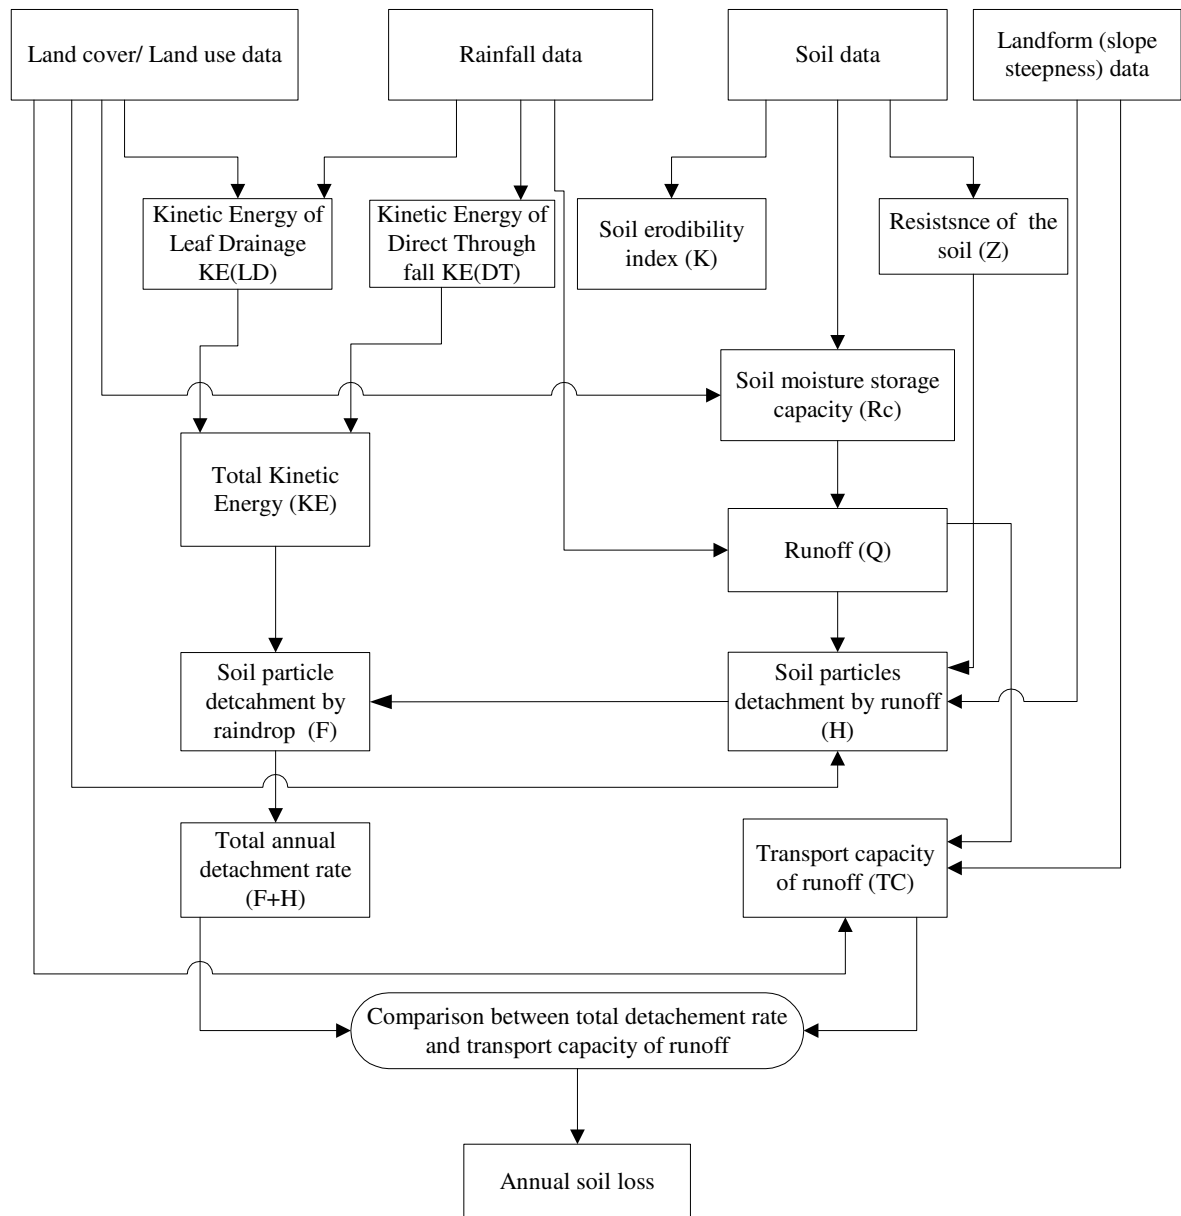 Land cover/ Land use data
Rainfall data
Soil data
Landform (slope
steepness) data
Kinetic Energy of
Leaf Drainage
KE(LD)
Kinetic Energy of
Direct Through
fall KE(DT)
Soil erodibility
index (K)
Resistsnce of the
soil (Z)
Soil moisture storage
capacity (Rc)
Total Kinetic
Energy (KE)
Runoff (Q)
Soil particle
detcahment by
raindrop (F)
Soil particles
detachment by runoff
(H)
Total annual
detachment rate
(F+H)
Transport capacity
of runoff (TC)
Comparison between total detachement rate
and transport capacity of runoff
Annual soil loss